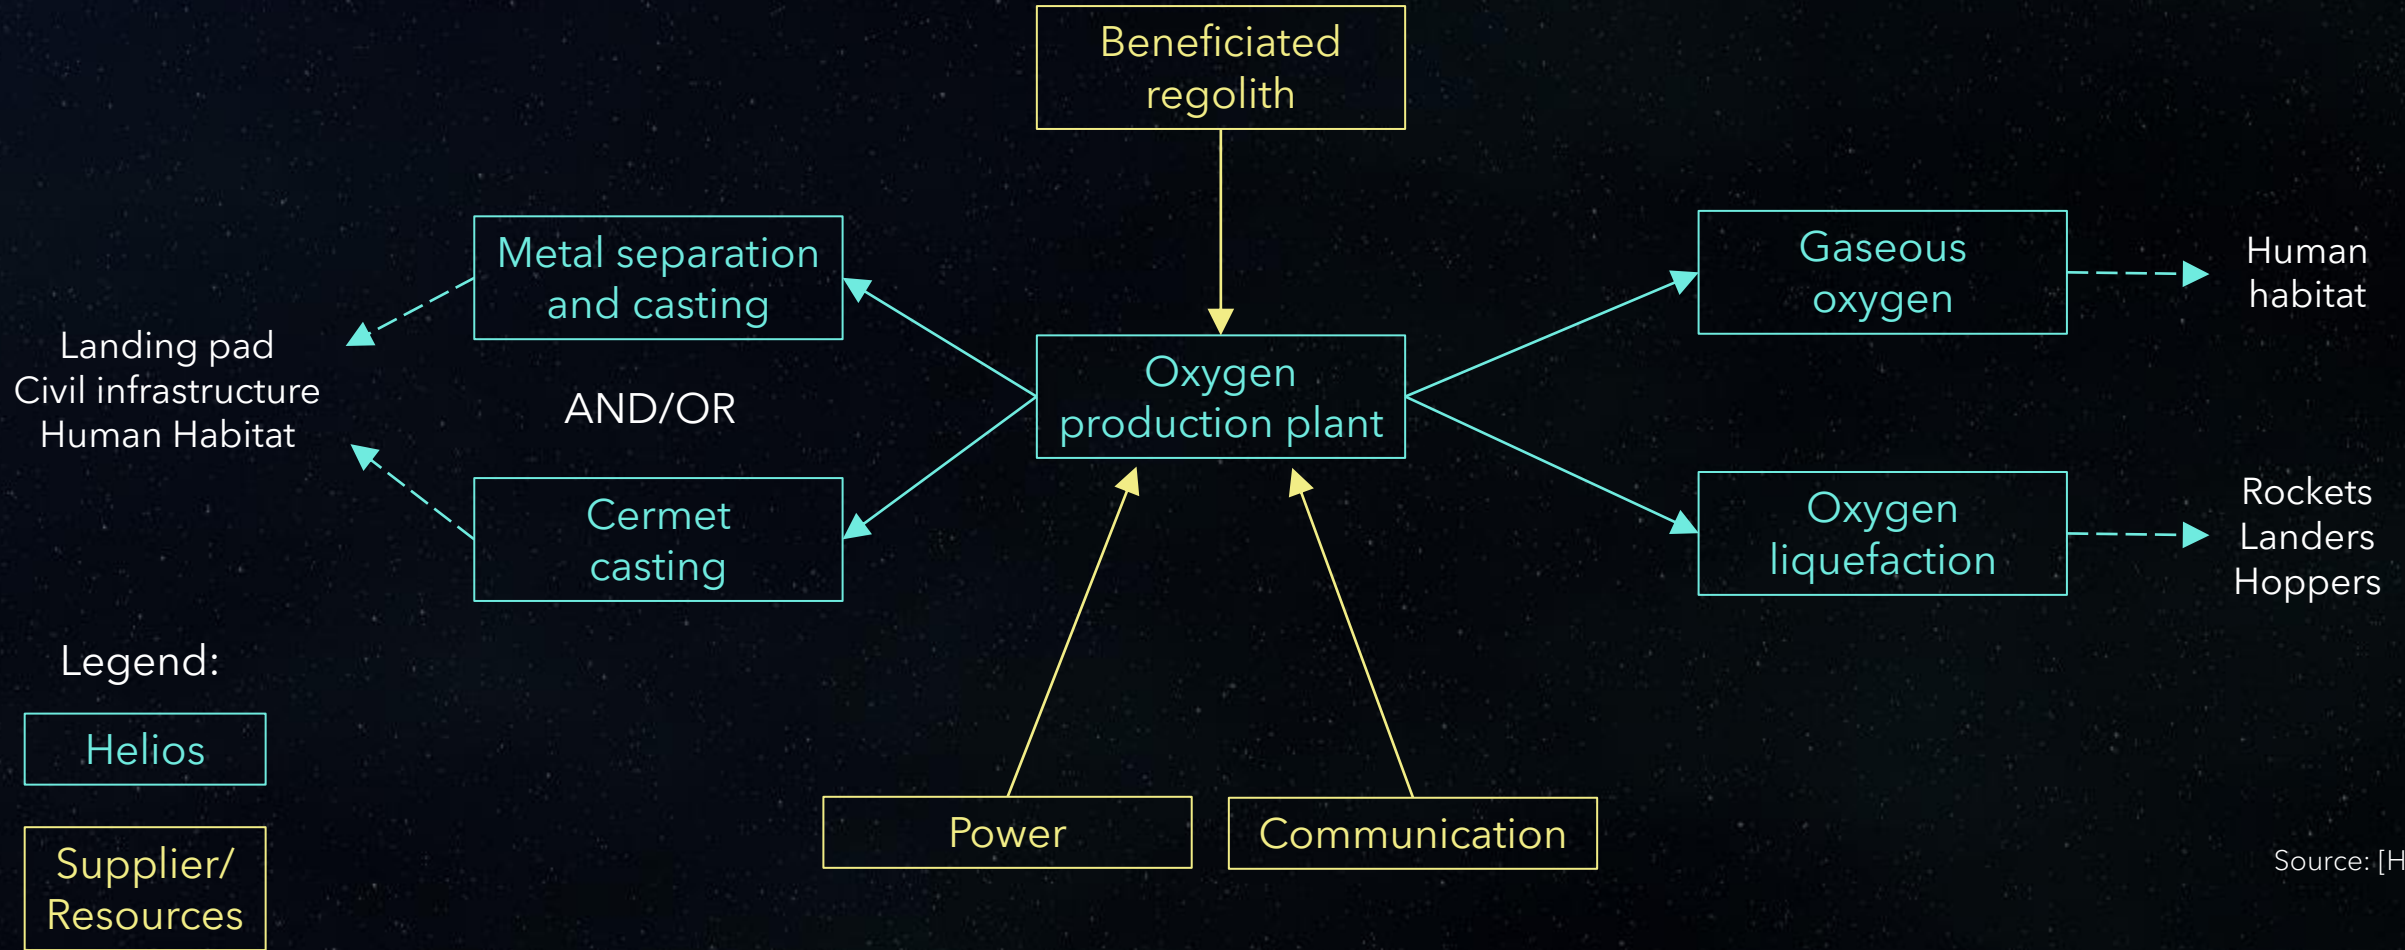 Beneficiated
regolith
Metal separation
and casting
Gaseous
oxygen
Human
habitat
Landing pad
Civil infrastructure
Human Habitat
AND/OR
Oxygen
production plant
Cermet
casting
Oxygen
liquefaction
Rockets
Landers
Hoppers
Legend:
Helios
Supplier/
Resources
Power
Communication
Source: [H